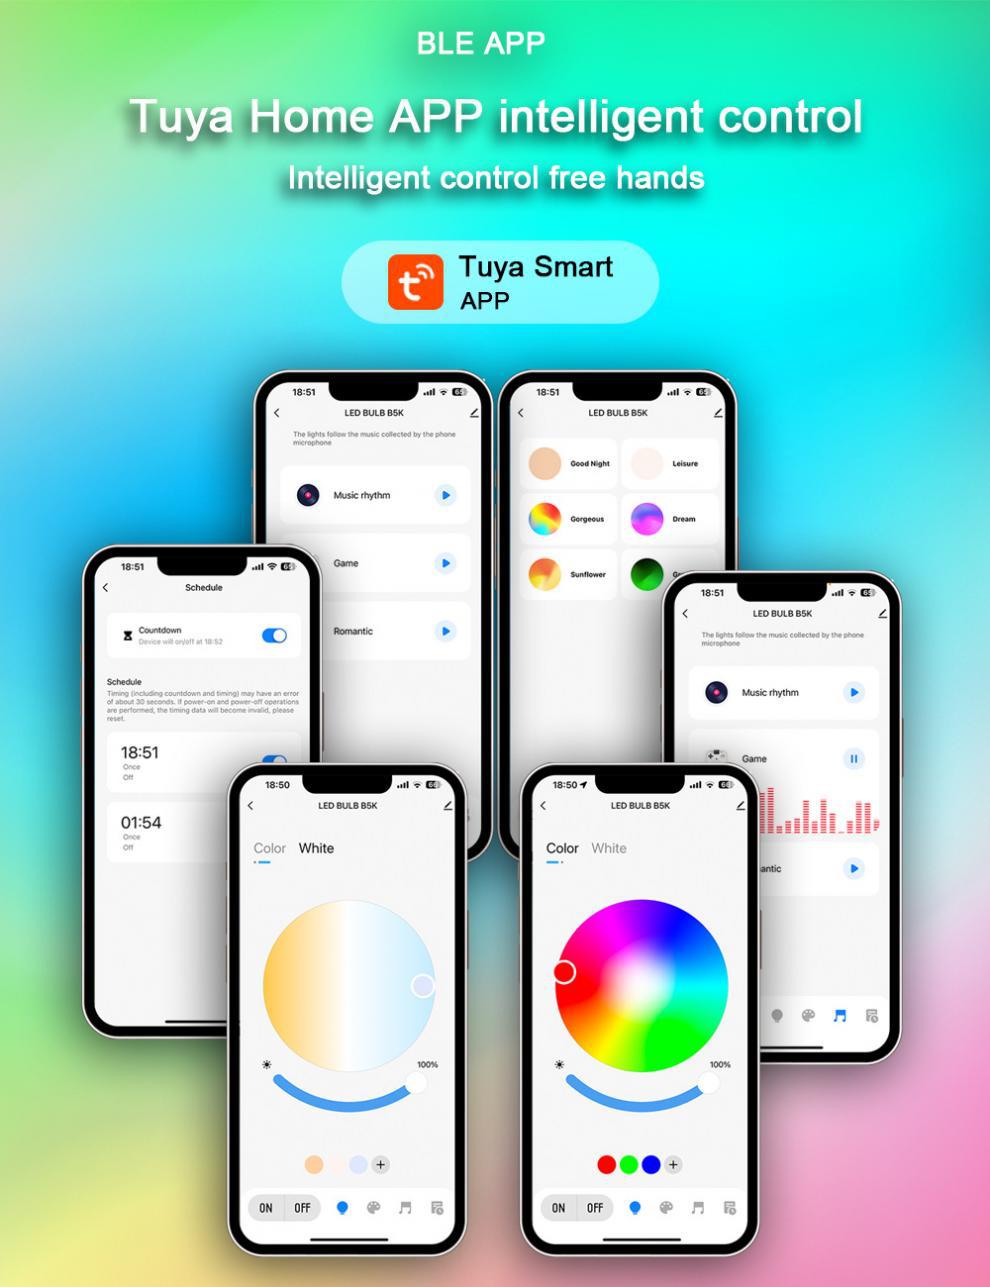 BLE APP
Tuya Home APP intelligent control
Intelligent control free hands
Tuya Smart
APP
18:51
LED BULB B5K
The lights follow the music collected by the phone
microphone
Music rhythm
Game
Romantic
18:51
LED BULB B5K
Good Night
Leisure
Gorgeous
Dream
Sunflower
18:51
Schedule
Countdown
Device will on/off at 18:52
Schedule
Timing (including countdown and timing) may have an error
of about 30 seconds. If power-on and power-off operations
are performed, the timing data will become invalid, please
reset.
18:51
Once
Off
01:54
Once
Off
18:51
LED BULB B5K
The lights follow the music collected by the phone
microphone
Music rhythm
Game
antic
18:50
LED BULB B5K
Color White
100%
ON OFF
18:50
LED BULB B5K
Color White
100%
ON OFF